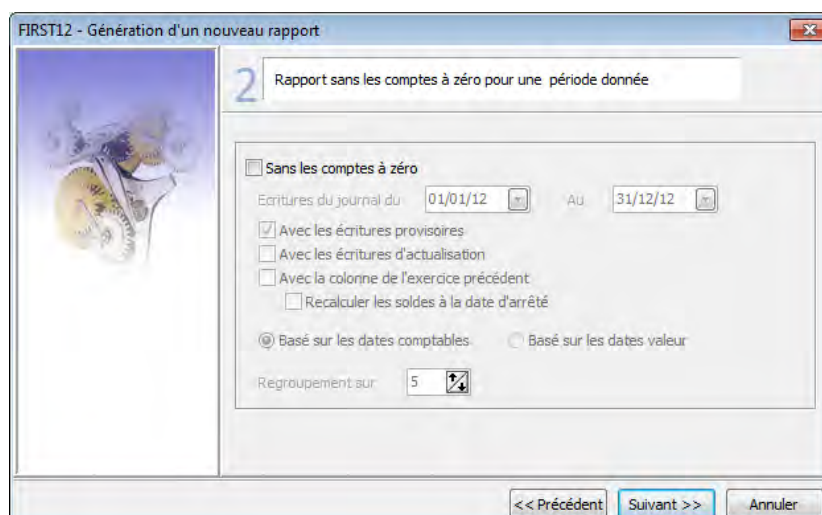 FIRST12 - Génération d'un nouveau rapport
2 Rapport sans les comptes à zéro pour une période donnée
Sans les comptes à zéro
Ecritures du journal du 01/01/12 Au 31/12/12
Avec les écritures provisoires
Avec les écritures d'actualisation
Avec la colonne de l'exercice précédent
Recalculer les soldes à la date d'arrêté
Basé sur les dates comptables Basé sur les dates valeur
Regroupement sur 5
<< Précédent Suivant >> Annuler